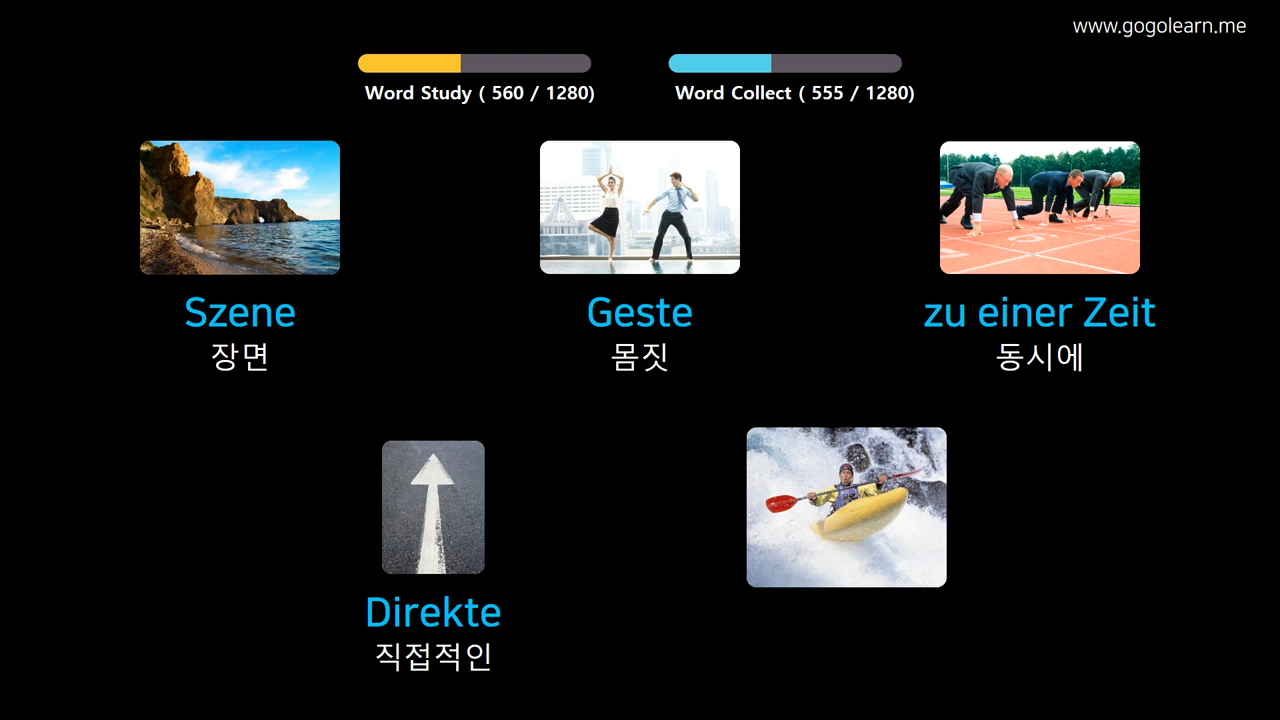 www.gogolearn.me
Word Study ( 560 / 1280)
Word Collect ( 555 / 1280)
Szene
장면
Geste
몸짓
zu einer Zeit
동시에
Direkte
직접적인